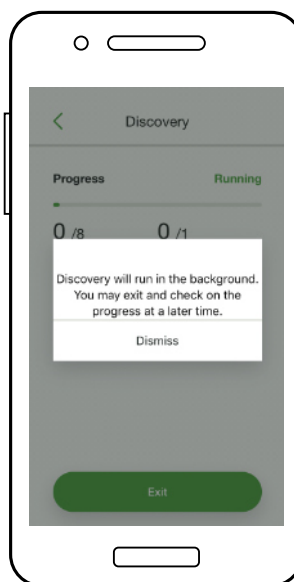 Discovery
Progress Running
0 /8 0 /1
Discovery will run in the background.
You may exit and check on the
progress at a later time.
Dismiss
Exit